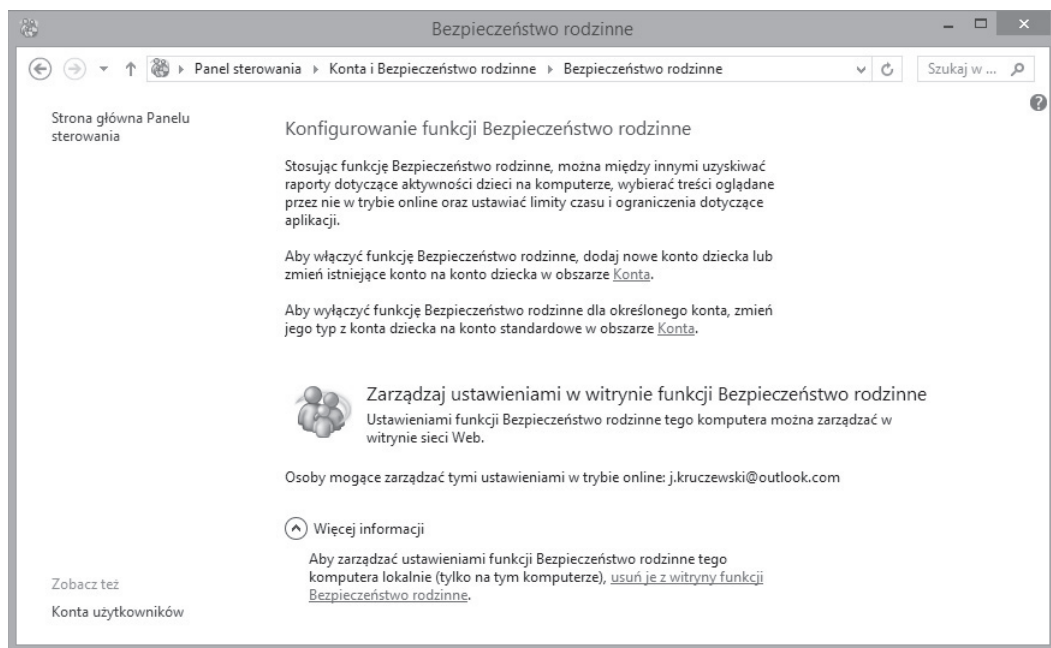 Bezpieczeństwo rodzinne
Panel sterowania Konta i Bezpieczeństwo rodzinne Bezpieczeństwo rodzinne
Szukaj w ...
Strona główna Panelu
sterowania
Konfigurowanie funkcji Bezpieczeństwo rodzinne
Stosując funkcję Bezpieczeństwo rodzinne, można między innymi uzyskiwać
raporty dotyczące aktywności dzieci na komputerze, wybierać treści oglądane
przez nie w trybie online oraz ustawiać limity czasu i ograniczenia dotyczące
aplikacji.
Aby włączyć funkcję Bezpieczeństwo rodzinne, dodaj nowe konto dziecka lub
zmień istniejące konto na konto dziecka w obszarze Konta.
Aby wyłączyć funkcję Bezpieczeństwo rodzinne dla określonego konta, zmień
jego typ z konta dziecka na konto standardowe w obszarze Konta.
Zarządzaj ustawieniami w witrynie funkcji Bezpieczeństwo rodzinne
Ustawieniami funkcji Bezpieczeństwo rodzinne tego komputera można zarządzać w
witrynie sieci Web.
Osoby mogące zarządzać tymi ustawieniami w trybie online: j.kruczewski@outlook.com
Więcej informacji
Aby zarządzać ustawieniami funkcji Bezpieczeństwo rodzinne tego
komputera lokalnie (tylko na tym komputerze), usuń je z witryny funkcji
Bezpieczeństwo rodzinne.
Zobacz też
Konta użytkowników